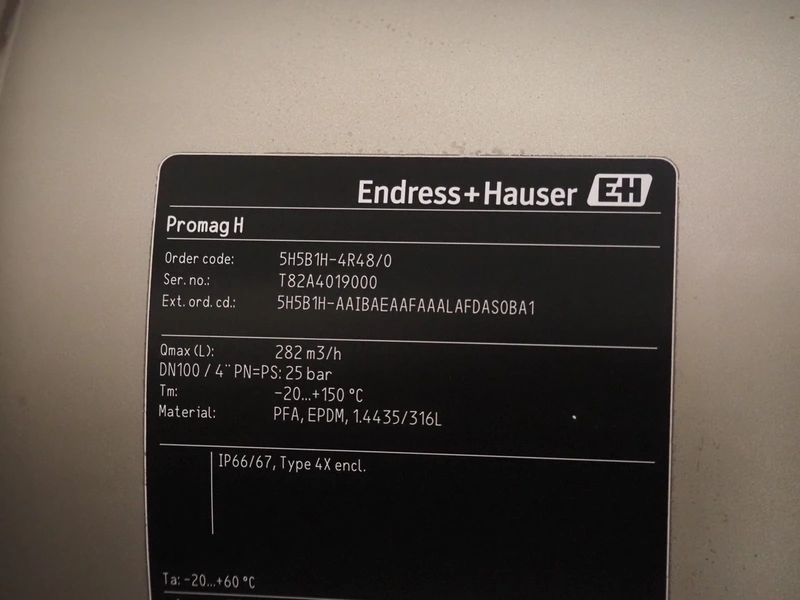 Endress+Hauser EH
Promag H
Order code: 5H5B1H-4R48/0
Ser. no.: T82A4019000
Ext. ord. cd.: 5H5B1H-AAIBAEAAFAAALAFDAS0BA1
Qmax (L): 282 m3/h
DN100 / 4" PN=PS: 25 bar
Tm: -20...+150 °C
Material: PFA, EPDM, 1.4435/316L
IP66/67, Type 4X encl.
Ta: -20...+60 °C